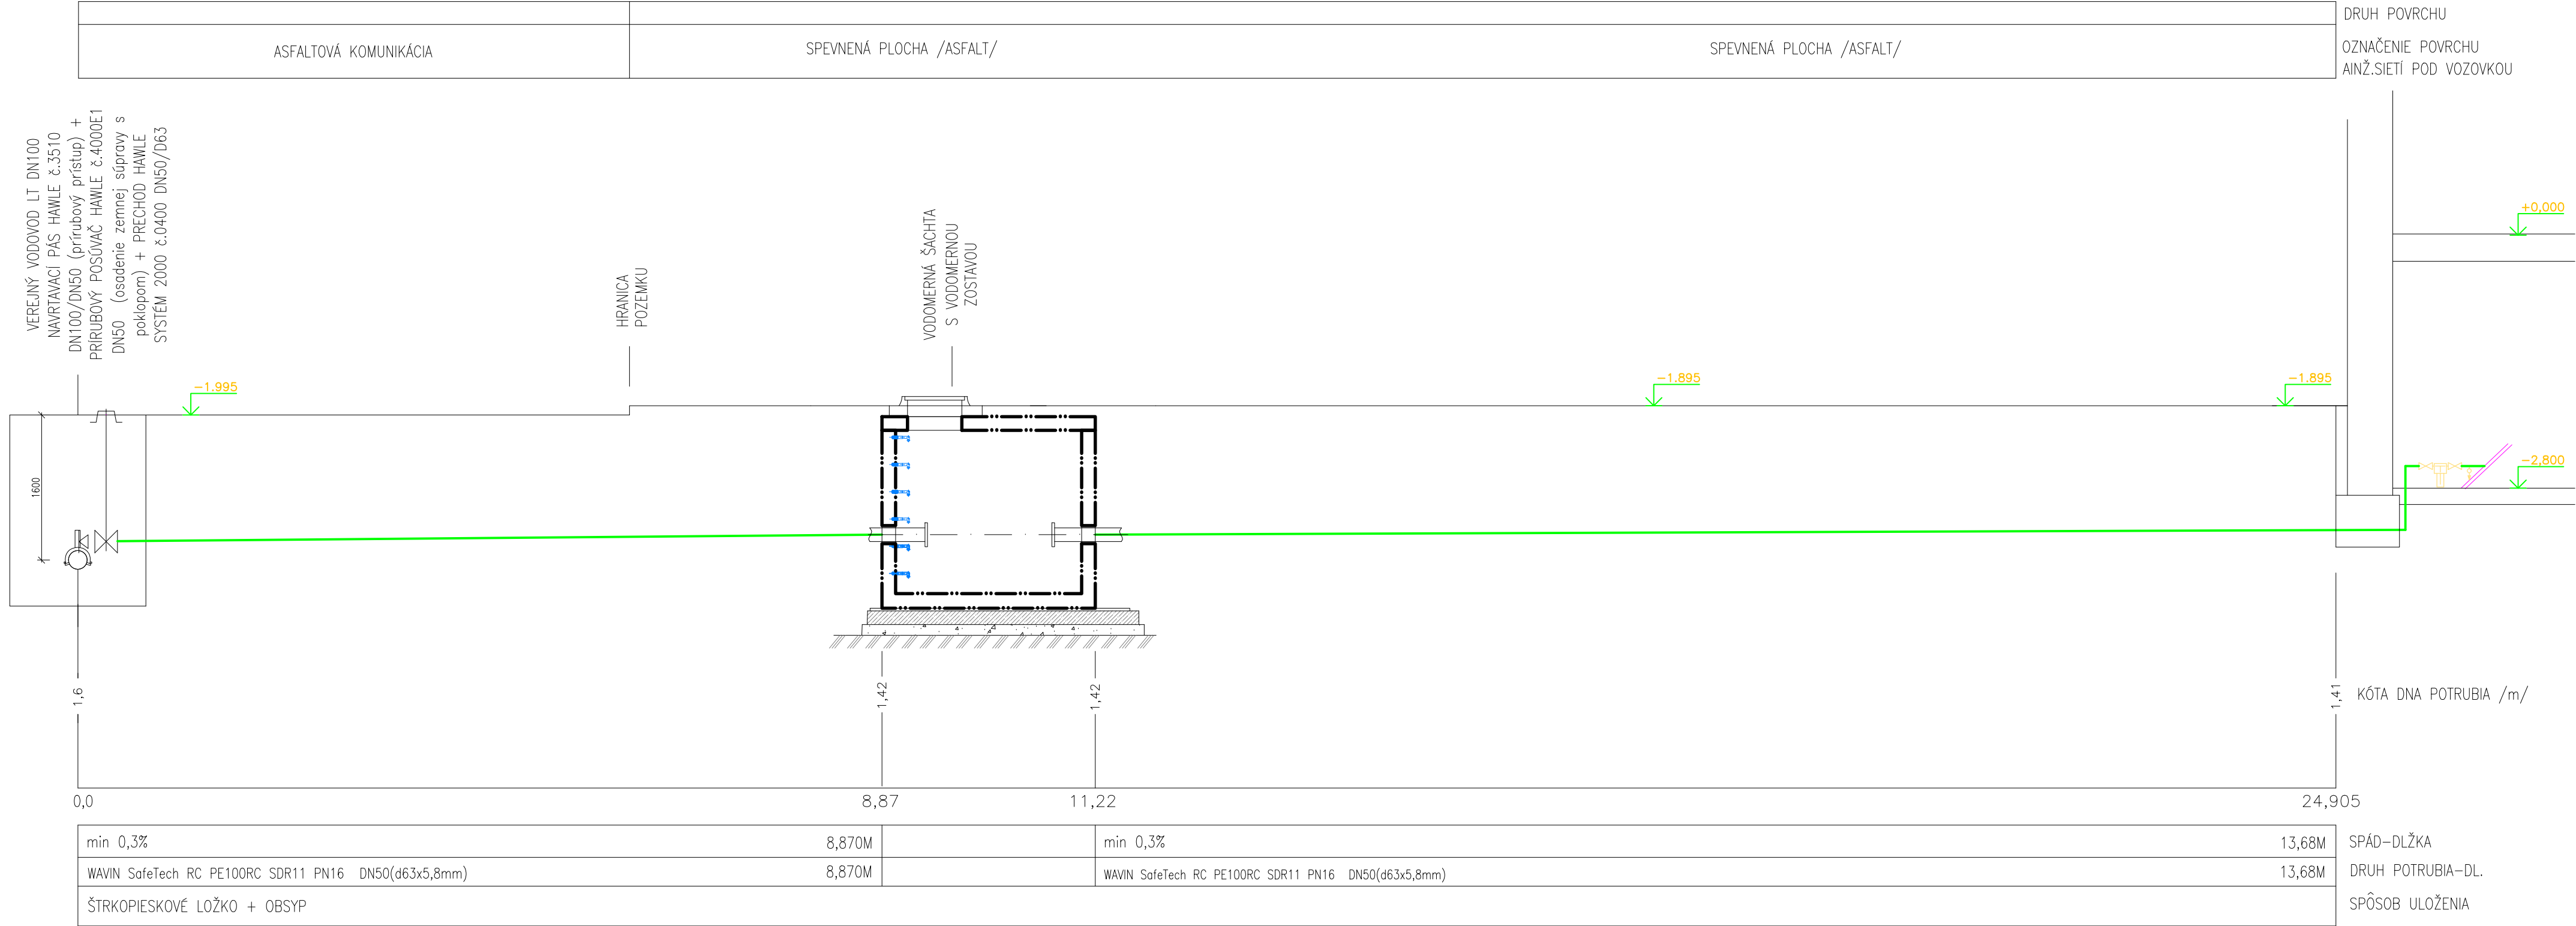 DRUH POVRCHU
ASFALTOVÁ KOMUNIKÁCIA
SPEVNENÁ PLOCHA /ASFALT/
SPEVNENÁ PLOCHA /ASFALT/
OZNAČENIE POVRCHU
AINŽ.SIETÍ POD VOZOVKOU
VEREJNÝ VODOVOD LT DN100
NAVRTAVACÍ PÁS HAWLE č.3510
DN100/DN50 (prírubový prístup) +
PRÍRUBOVÝ POSÚVAČ HAWLE č.4000E1
DN50 (osadenie zemnej súpravy s
poklopom) + PRECHOD HAWLE
SYSTÉM 2000 č.0400 DN50/D63
HRANICA
POZEMKU
VODOMERNÁ ŠACHTA
S VODOMERNOU
ZOSTAVOU
+0,000
-1.995
-1.895
-1.895
-2,800
1600
1,6
1,42
1,42
1,41
KÓTA DNA POTRUBIA /m/
0,0
8,87
11,22
24,905
min 0,3%
8,870M
min 0,3%
13,68M
SPÁD-DLŽKA
WAVIN SafeTech RC PE100RC SDR11 PN16 DN50(d63x5,8mm)
8,870M
WAVIN SafeTech RC PE100RC SDR11 PN16 DN50(d63x5,8mm)
13,68M
DRUH POTRUBIA-DL.
ŠTRKOPIESKOVÉ LOŽKO + OBSYP
SPÔSOB ULOŽENIA